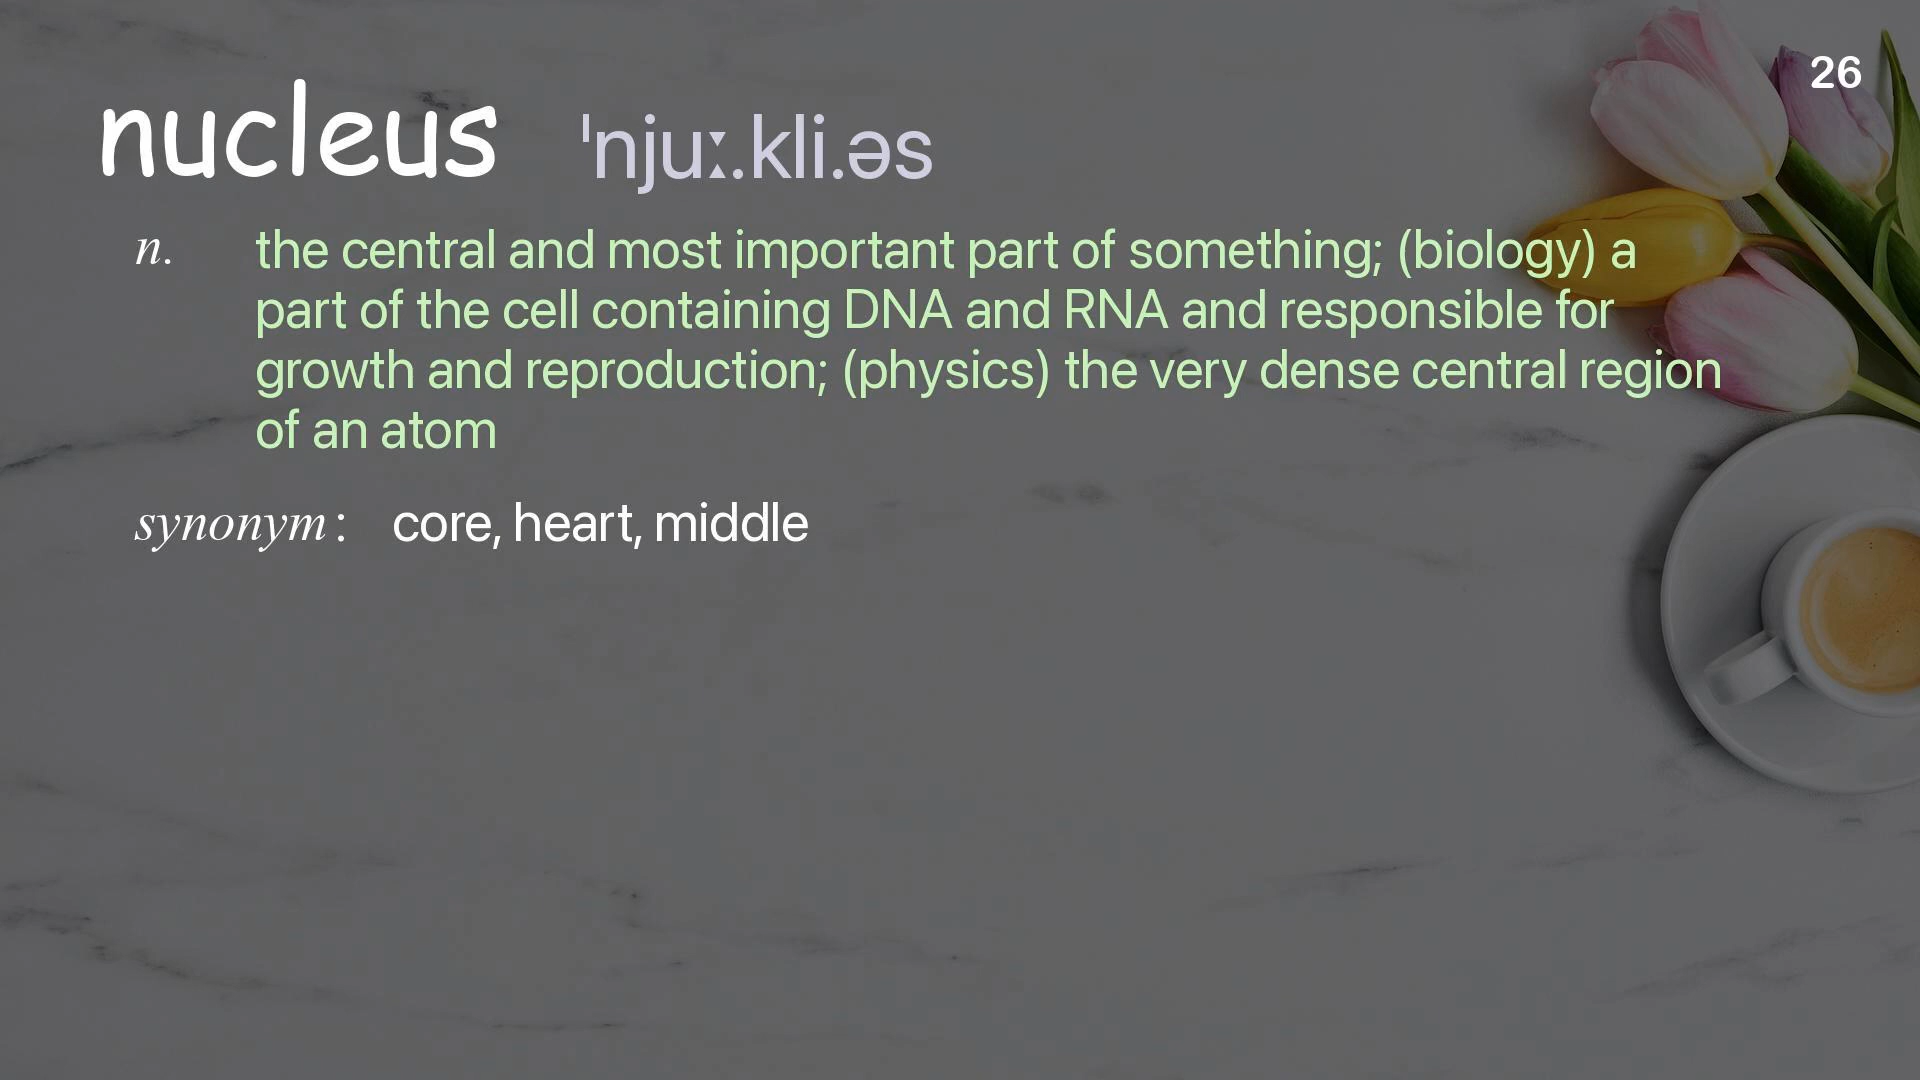 26
nucleus ˈnjuː.kli.əs
n. the central and most important part of something; (biology) a
part of the cell containing DNA and RNA and responsible for
growth and reproduction; (physics) the very dense central region
of an atom
synonym: core, heart, middle